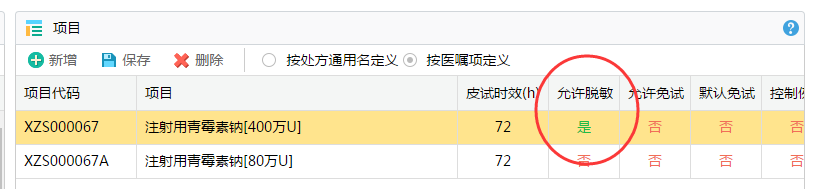 项目
新增 保存 删除 按处方通用名定义 按医嘱项定义
项目代码 项目 皮试时效(h) 允许脱敏 允许免试 默认免试
XZS000067 注射用青霉素钠[400万U] 72 是 否 否 否
XZS000067A 注射用青霉素钠[80万U] 72 否 否 否 否